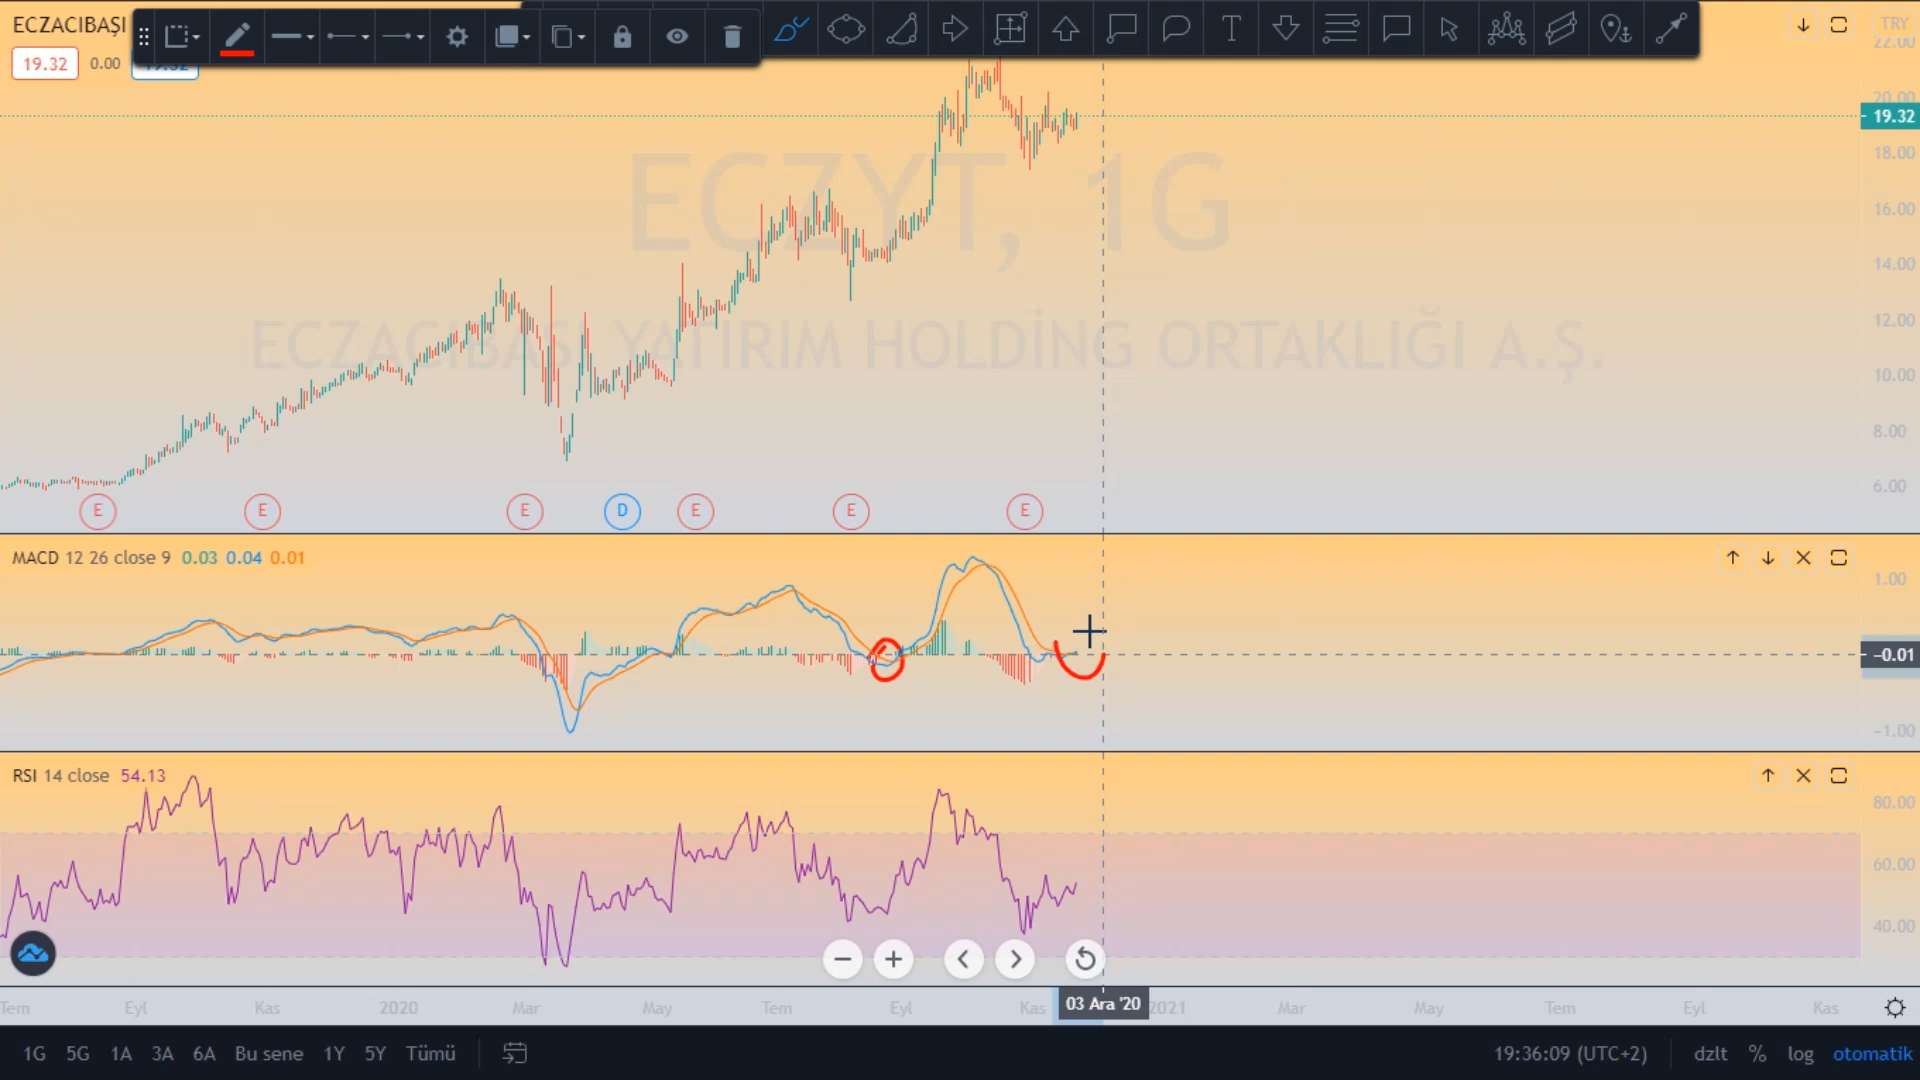 ECZACIBAŞI
T
TRY
22.00
19.32 0.00 19.32
20.00
19.32
18.00
ECZYT, 1G
16.00
14.00
12.00
ECZACIBAŞI YATIRIM HOLDİNG ORTAKLIĞI A.Ş.
10.00
8.00
6.00
E E E D E E E
MACD 12 26 close 9 0.03 0.04 0.01
1.00
−0.01
−1.00
RSI 14 close 54.13
80.00
60.00
40.00
Tem Eyl Kas 2020 Mar May Tem Eyl Kas 03 Ara '20 2021 Mar May Tem Eyl Kas
1G 5G 1A 3A 6A Bu sene 1Y 5Y Tümü 19:36:09 (UTC+2) dzlt % log otomatik